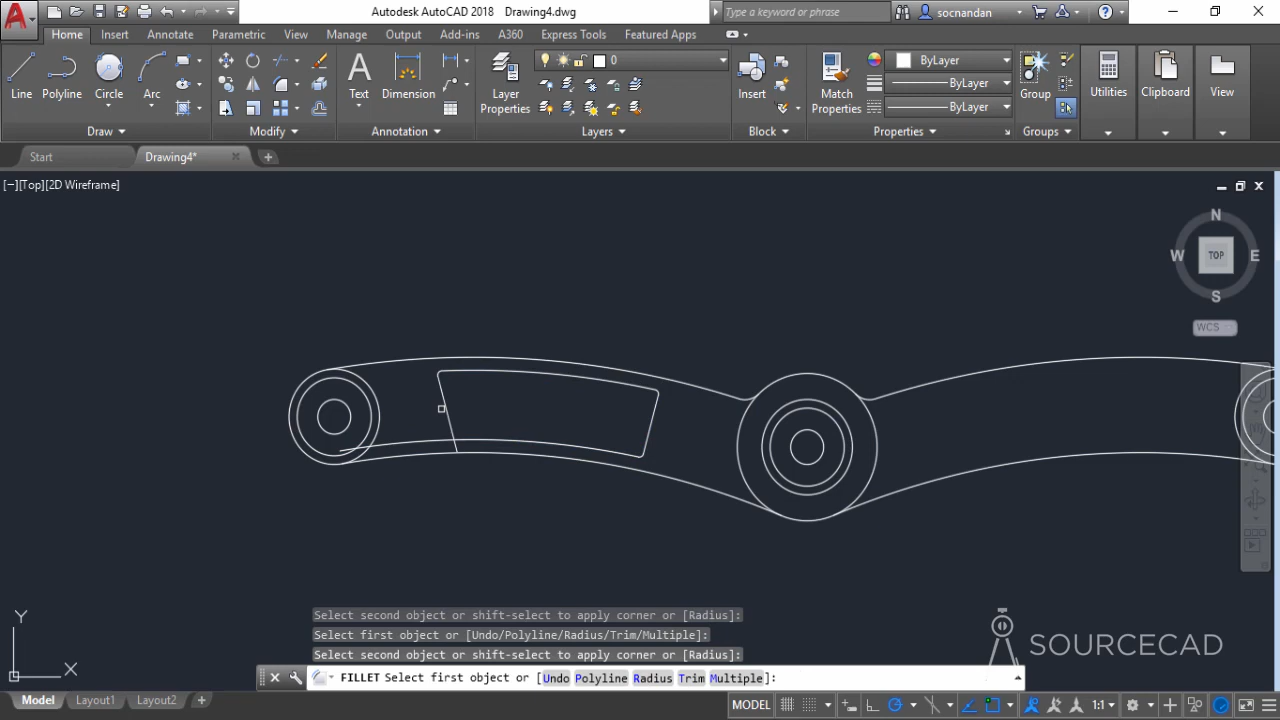 Autodesk AutoCAD 2018 Drawing4.dwg
Type a keyword or phrase
socnandan
Home Insert Annotate Parametric View Manage Output Add-ins A360 Express Tools Featured Apps
0
ByLayer
ByLayer
ByLayer
Line Polyline Circle Arc
Text Dimension
Layer Properties
Insert
Match Properties
Group
Utilities
Clipboard
View
Draw Modify Annotation Layers Block Properties Groups
Start Drawing4*
[−][Top][2D Wireframe]
N
W TOP E
S
WCS
Y
X
Select second object or shift-select to apply corner or [Radius]:
Select first object or [Undo/Polyline/Radius/Trim/Multiple]:
Select second object or shift-select to apply corner or [Radius]:
FILLET Select first object or [Undo Polyline Radius Trim Multiple]:
SOURCECAD
Model Layout1 Layout2
MODEL 1:1